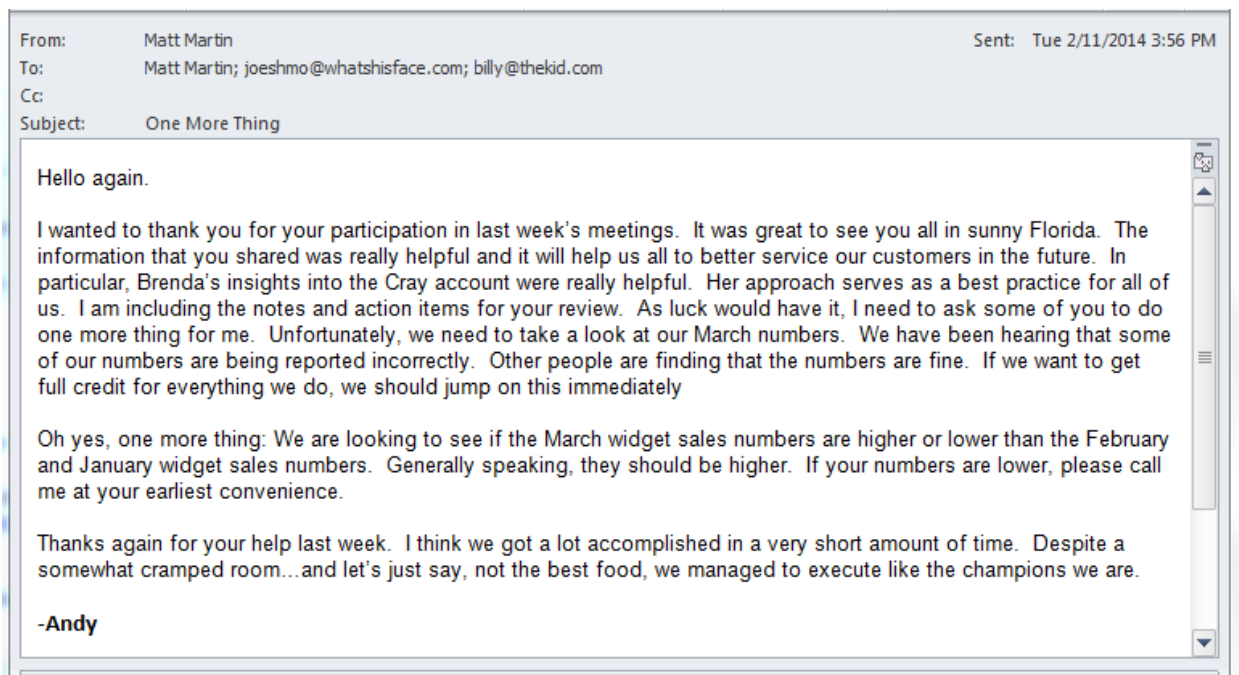 From: Matt Martin Sent: Tue 2/11/2014 3:56 PM
To: Matt Martin; joeshmo@whatshisface.com; billy@thekid.com
Cc:
Subject: One More Thing
Hello again.
I wanted to thank you for your participation in last week's meetings.  It was great to see you all in sunny Florida.  The
information that you shared was really helpful and it will help us all to better service our customers in the future.  In
particular, Brenda's insights into the Cray account were really helpful.  Her approach serves as a best practice for all of
us.  I am including the notes and action items for your review.  As luck would have it, I need to ask some of you to do
one more thing for me.  Unfortunately, we need to take a look at our March numbers.  We have been hearing that some
of our numbers are being reported incorrectly.  Other people are finding that the numbers are fine.  If we want to get
full credit for everything we do, we should jump on this immediately
Oh yes, one more thing: We are looking to see if the March widget sales numbers are higher or lower than the February
and January widget sales numbers.  Generally speaking, they should be higher.  If your numbers are lower, please call
me at your earliest convenience.
Thanks again for your help last week.  I think we got a lot accomplished in a very short amount of time.  Despite a
somewhat cramped room…and let's just say, not the best food, we managed to execute like the champions we are.
-Andy